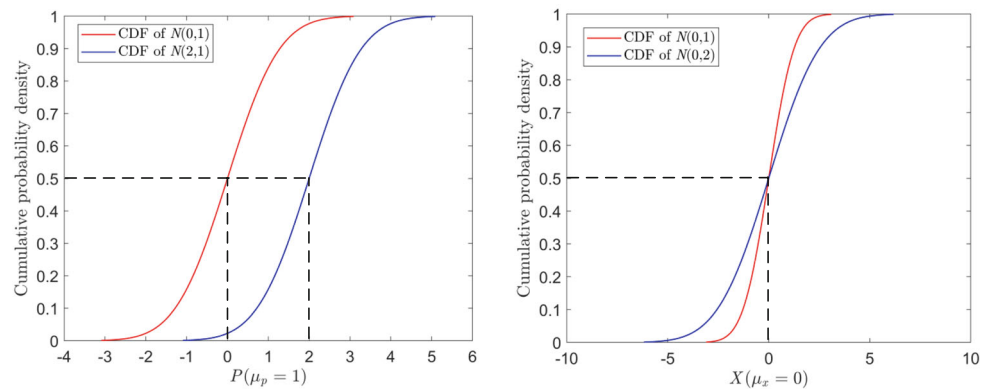 CDF of N(0,1)
CDF of N(2,1)
Cumulative probability density
1
0.9
0.8
0.7
0.6
0.5
0.4
0.3
0.2
0.1
0
-4 -3 -2 -1 0 1 2 3 4 5 6
P(μₚ = 1)
CDF of N(0,1)
CDF of N(0,2)
Cumulative probability density
1
0.9
0.8
0.7
0.6
0.5
0.4
0.3
0.2
0.1
0
-10 -5 0 5 10
X(μₓ = 0)